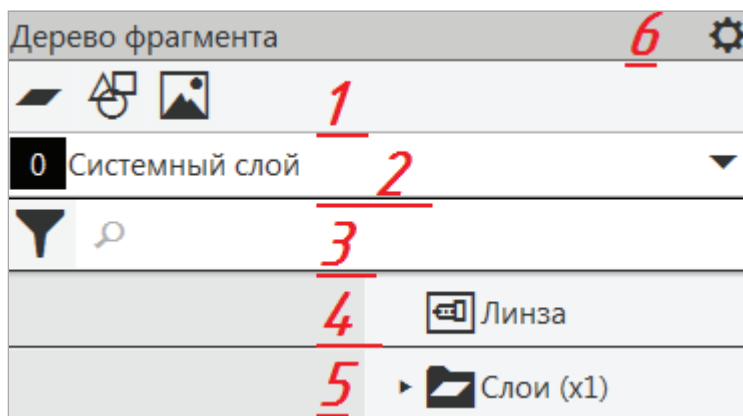 Дерево фрагмента 6
1
0 Системный слой 2
3
4 Линза
5 Слои (x1)